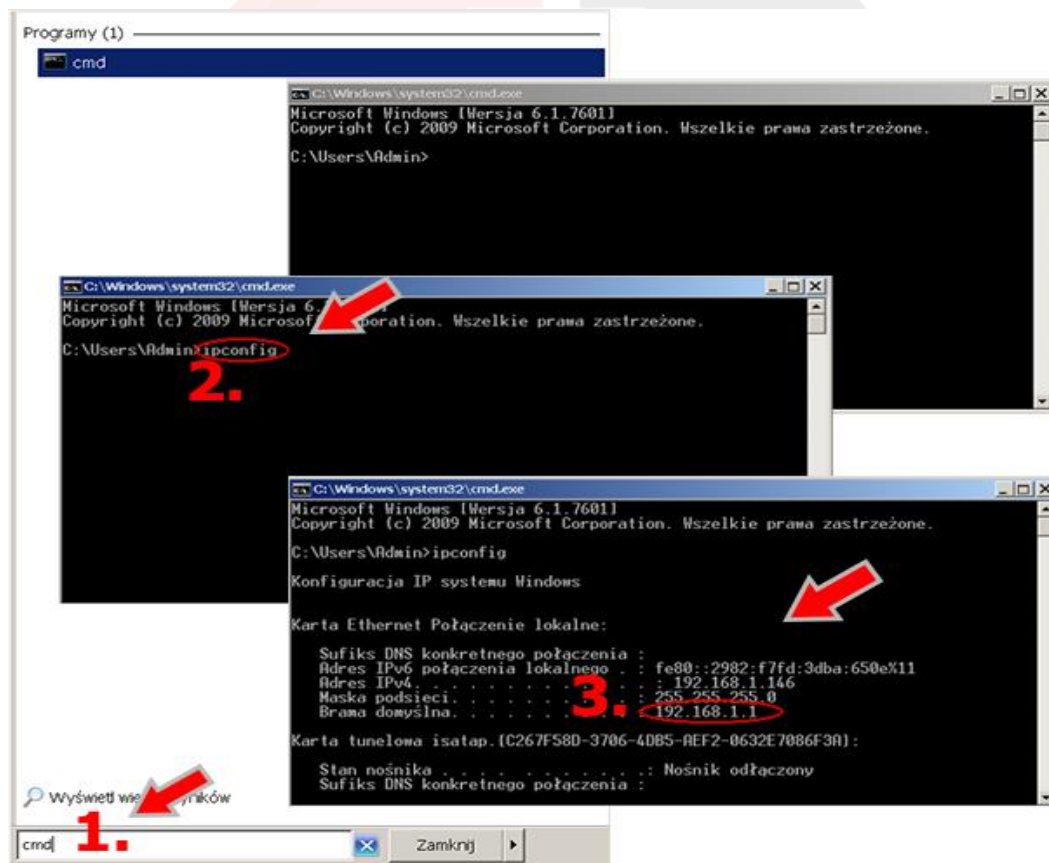 Programy (1)
cmd
C:\Windows\system32\cmd.exe
Microsoft Windows [Wersja 6.1.7601]
Copyright (c) 2009 Microsoft Corporation. Wszelkie prawa zastrzeżone.
C:\Users\Admin>
C:\Windows\system32\cmd.exe
Microsoft Windows [Wersja 6.
Copyright (c) 2009 Microsof poration. Wszelkie prawa zastrzeżone.
C:\Users\Admin>ipconfig
2.
C:\Windows\system32\cmd.exe
Microsoft Windows [Wersja 6.1.7601]
Copyright (c) 2009 Microsoft Corporation. Wszelkie prawa zastrzeżone.
C:\Users\Admin>ipconfig
Konfiguracja IP systemu Windows
Karta Ethernet Połączenie lokalne:
Sufiks DNS konkretnego połączenia :
Adres IPv6 połączenia lokalnego . : fe80::2982:f7fd:3dba:650e%11
Adres IPv4. . . . . . . . . . . . . : 192.168.1.146
Maska podsieci. . . . . . . . . . : 255.255.255.0
Brama domyślna. . . . . . . . . . : 192.168.1.1
3.
Karta tunelowa isatap.{C267F58D-3706-4DB5-AEF2-0632E7086F3A}:
Stan nośnika . . . . . . . . . . .: Nośnik odłączony
Sufiks DNS konkretnego połączenia :
Wyświetl wię yników
1.
cmd
Zamknij